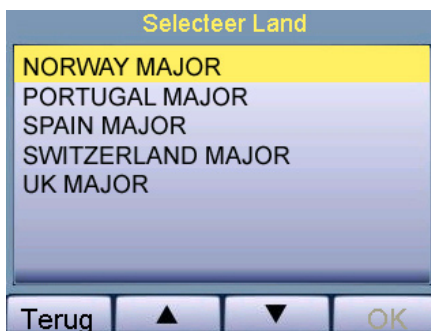 Selecteer Land
NORWAY MAJOR
PORTUGAL MAJOR
SPAIN MAJOR
SWITZERLAND MAJOR
UK MAJOR
Terug ▲ ▼ OK